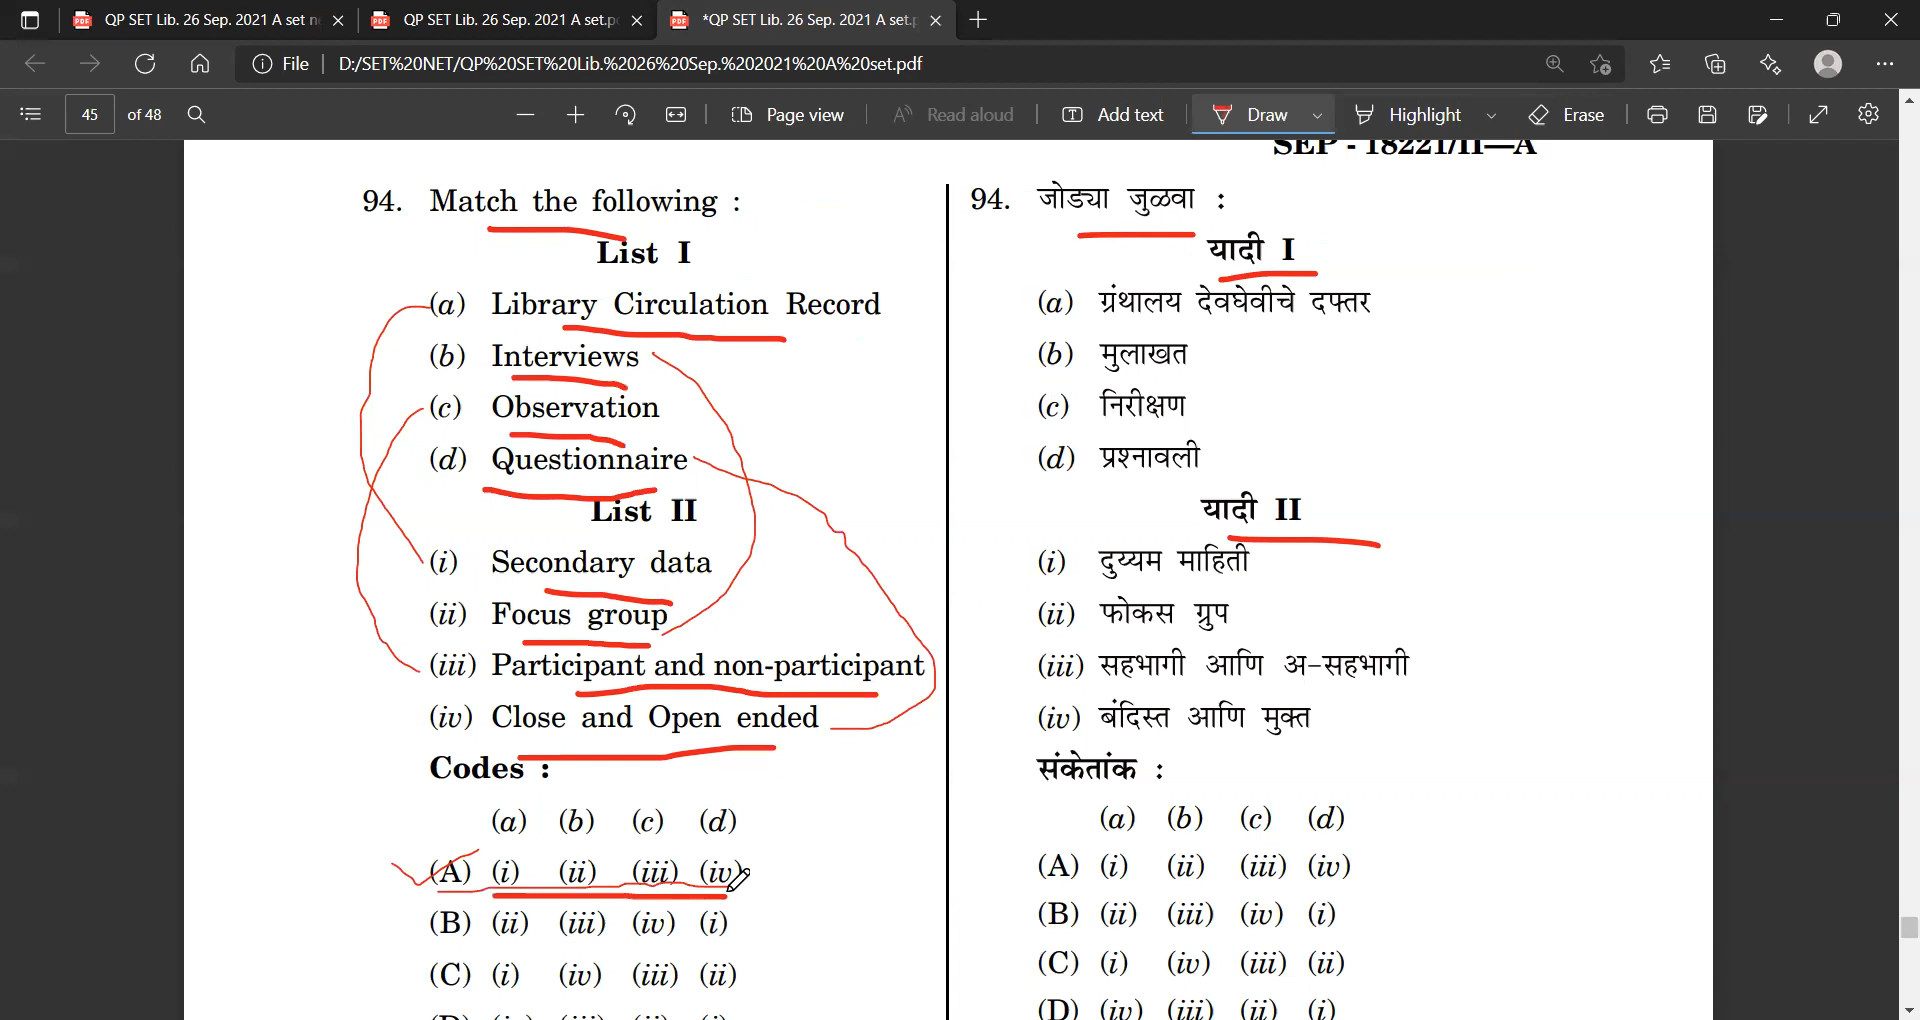 QP SET Lib. 26 Sep. 2021 A set n
QP SET Lib. 26 Sep. 2021 A set.p
*QP SET Lib. 26 Sep. 2021 A set.p
File
D:/SET%20NET/QP%20SET%20Lib.%2026%20Sep.%202021%20A%20set.pdf
45 of 48
Page view
Read aloud
Add text
Draw
Highlight
Erase
SEP - 18221/II—A
94. Match the following :
List I
(a) Library Circulation Record
(b) Interviews
(c) Observation
(d) Questionnaire
List II
(i) Secondary data
(ii) Focus group
(iii) Participant and non-participant
(iv) Close and Open ended
Codes :
(a) (b) (c) (d)
(A) (i) (ii) (iii) (iv)
(B) (ii) (iii) (iv) (i)
(C) (i) (iv) (iii) (ii)
(D) (iv) (iii) (ii) (i)
94. जोड्या जुळवा :
यादी I
(a) ग्रंथालय देवघेवीचे दफ्तर
(b) मुलाखत
(c) निरीक्षण
(d) प्रश्नावली
यादी II
(i) दुय्यम माहिती
(ii) फोकस ग्रुप
(iii) सहभागी आणि अ-सहभागी
(iv) बंदिस्त आणि मुक्त
संकेतांक :
(a) (b) (c) (d)
(A) (i) (ii) (iii) (iv)
(B) (ii) (iii) (iv) (i)
(C) (i) (iv) (iii) (ii)
(D) (iv) (iii) (ii) (i)